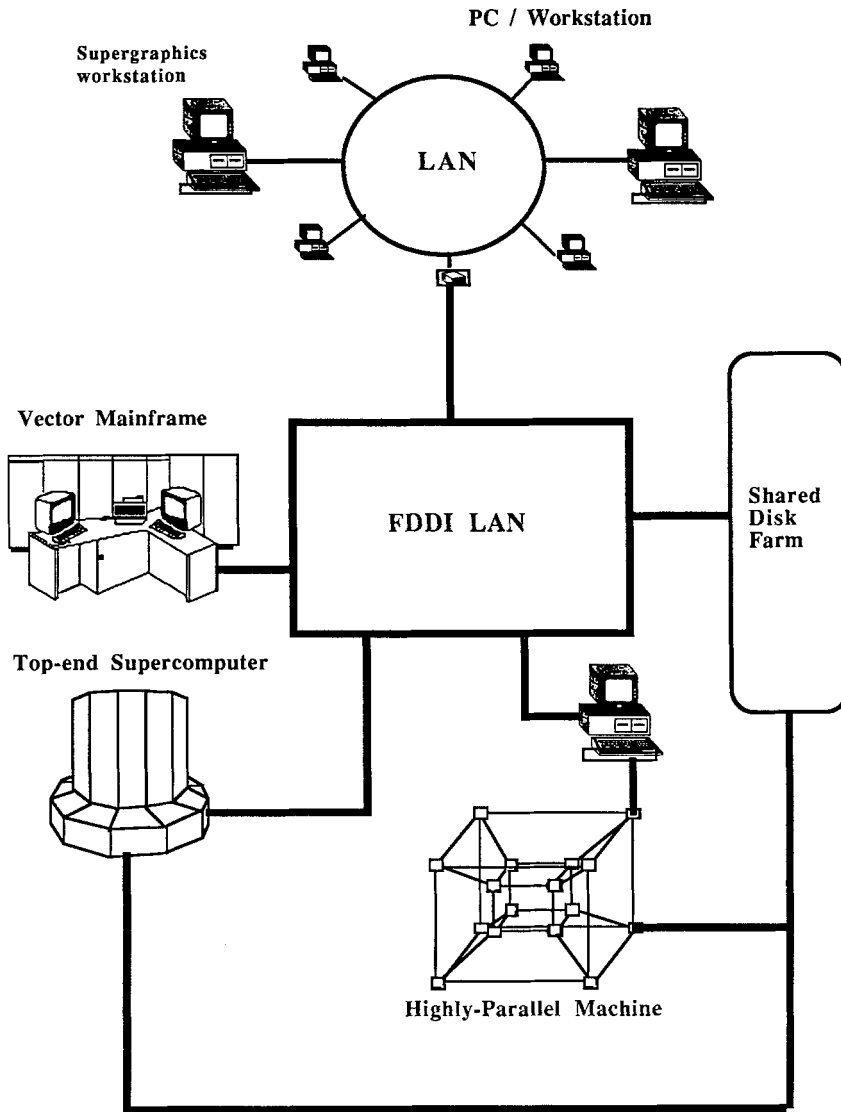 PC / Workstation
Supergraphics
workstation
LAN
Vector Mainframe
FDDI LAN
Shared
Disk
Farm
Top-end Supercomputer
Highly-Parallel Machine